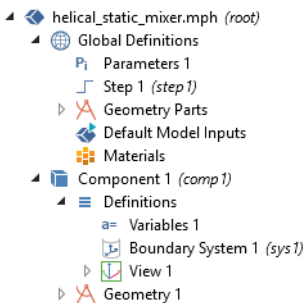 helical_static_mixer.mph (root)
Global Definitions
Pi Parameters 1
Step 1 (step1)
Geometry Parts
Default Model Inputs
Materials
Component 1 (comp1)
Definitions
a= Variables 1
Boundary System 1 (sys1)
View 1
Geometry 1